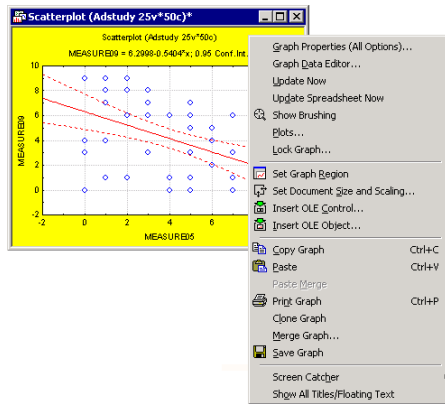 Scatterplot (Adstudy 25v*50c)*
Scatterplot (Adstudy 25v*50c)
MEASURE09 = 6.2998-0.5404*x; 0.95 Conf.Int.
10
8
6
4
2
0
-2
MEASURE09
-2 0 2 4 6
MEASURE05
Graph Properties (All Options)...
Graph Data Editor...
Update Now
Update Spreadsheet Now
Show Brushing
Plots...
Lock Graph...
Set Graph Region
Set Document Size and Scaling...
Insert OLE Control...
Insert OLE Object...
Copy Graph Ctrl+C
Paste Ctrl+V
Paste Merge
Print Graph Ctrl+P
Clone Graph
Merge Graph...
Save Graph
Screen Catcher
Show All Titles/Floating Text